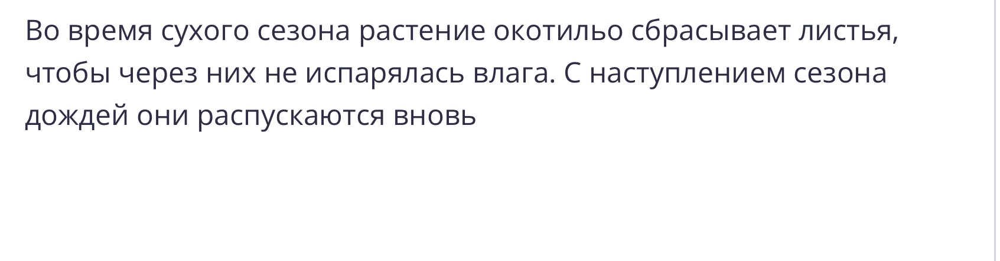 Во время сухого сезона растение окотильо сбрасывает листья,
чтобы через них не испарялась влага. С наступлением сезона
дождей они распускаются вновь